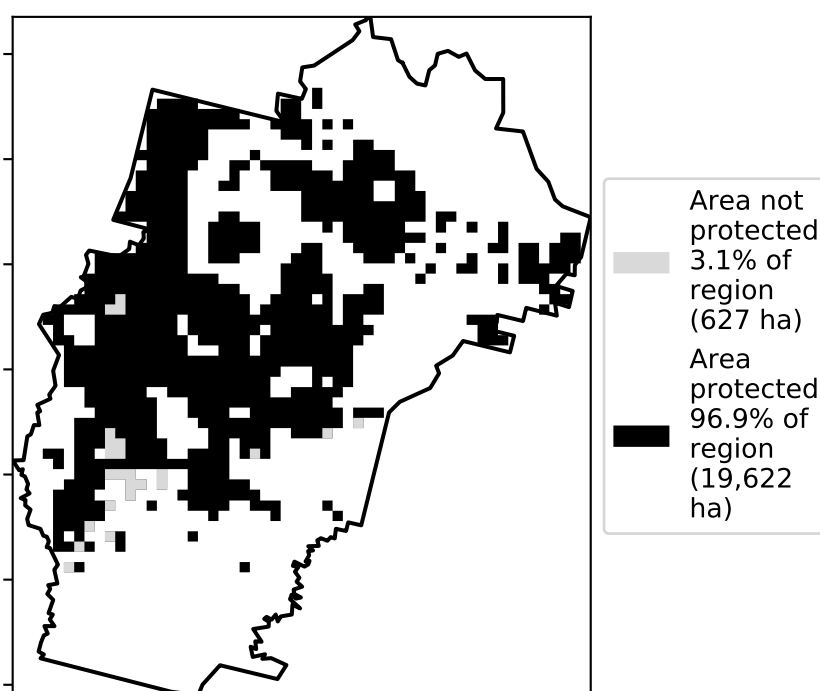 Area not
protected
3.1% of
region
(627 ha)
Area
protected
96.9% of
region
(19,622
ha)